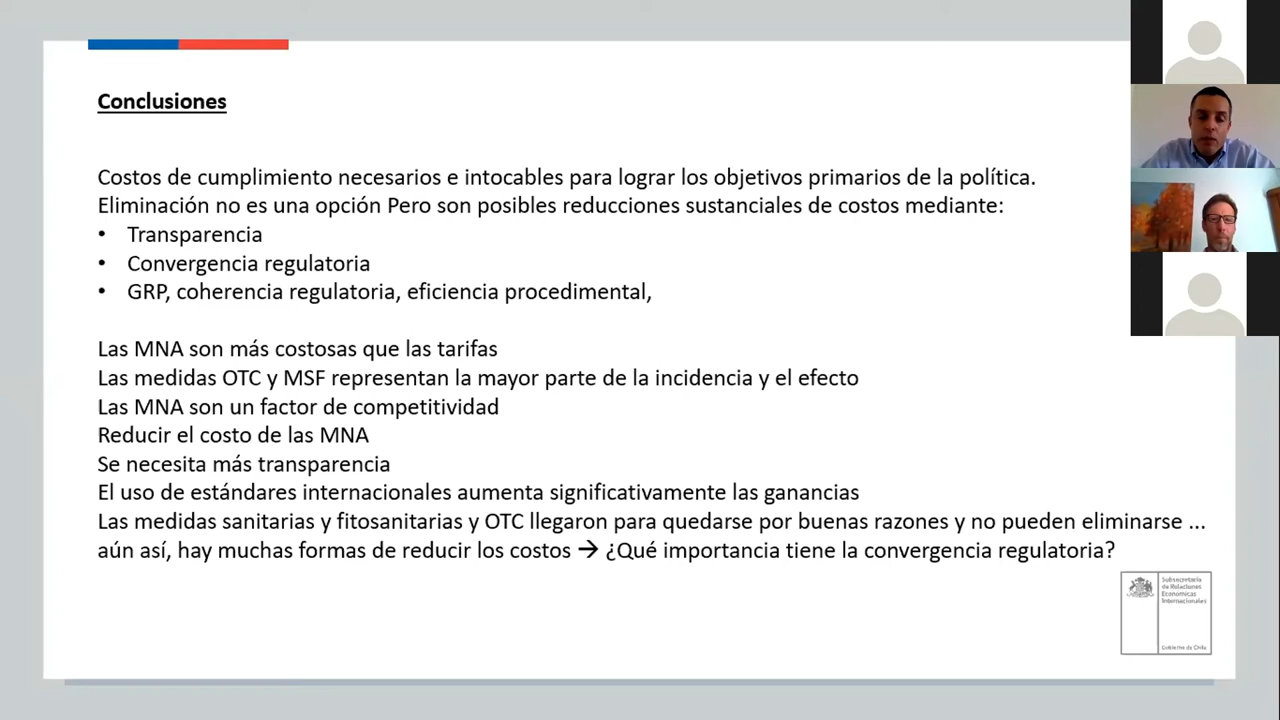 Conclusiones
Costos de cumplimiento necesarios e intocables para lograr los objetivos primarios de la política.
Eliminación no es una opción Pero son posibles reducciones sustanciales de costos mediante:
• Transparencia
• Convergencia regulatoria
• GRP, coherencia regulatoria, eficiencia procedimental,
Las MNA son más costosas que las tarifas
Las medidas OTC y MSF representan la mayor parte de la incidencia y el efecto
Las MNA son un factor de competitividad
Reducir el costo de las MNA
Se necesita más transparencia
El uso de estándares internacionales aumenta significativamente las ganancias
Las medidas sanitarias y fitosanitarias y OTC llegaron para quedarse por buenas razones y no pueden eliminarse ...
aún así, hay muchas formas de reducir los costos → ¿Qué importancia tiene la convergencia regulatoria?
Subsecretaría
de Relaciones
Económicas
Internacionales
Gobierno de Chile